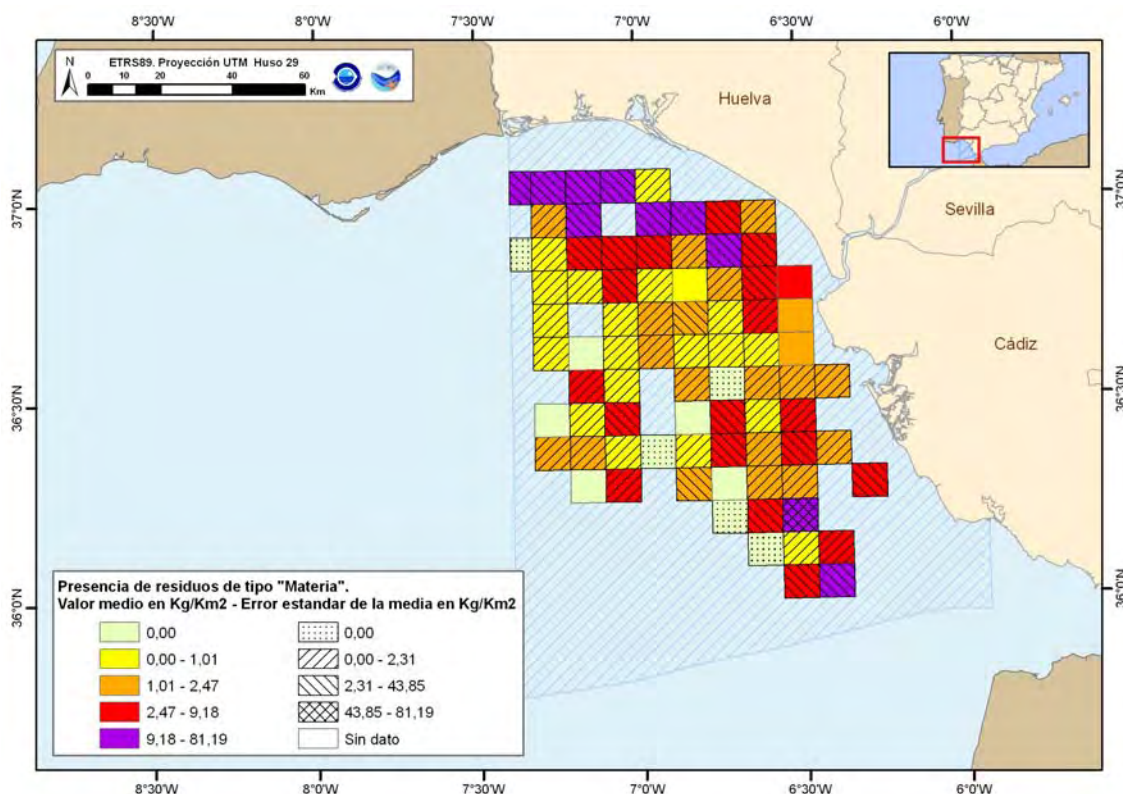 8°30'W 8°0'W 7°30'W 7°0'W 6°30'W 6°0'W
N
ETRS89. Proyección UTM Huso 29
0 10 20 40 60
Km
Huelva
Sevilla
Cádiz
37°0'N 37°0'N
36°30'N 36°30'N
36°0'N 36°0'N
Presencia de residuos de tipo "Materia".
Valor medio en Kg/Km2 - Error estandar de la media en Kg/Km2
0,00 0,00
0,00 - 1,01 0,00 - 2,31
1,01 - 2,47 2,31 - 43,85
2,47 - 9,18 43,85 - 81,19
9,18 - 81,19 Sin dato
8°30'W 8°0'W 7°30'W 7°0'W 6°30'W 6°0'W